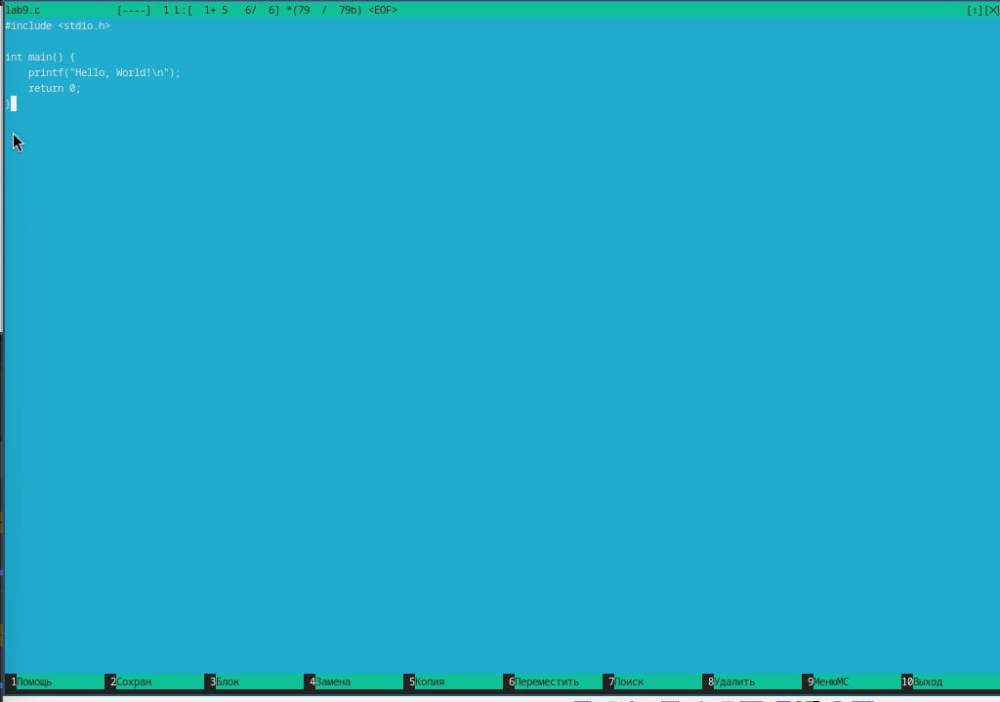 lab9.c [----] 1 L:[ 1+ 5 6/ 6] *(79 / 79b) <EOF> [↕][X]
#include <stdio.h>
int main() {
    printf("Hello, World!\n");
    return 0;
}
1Помощь 2Сохран 3Блок 4Замена 5Копия 6Переместить 7Поиск 8Удалить 9МенюMC 10Выход